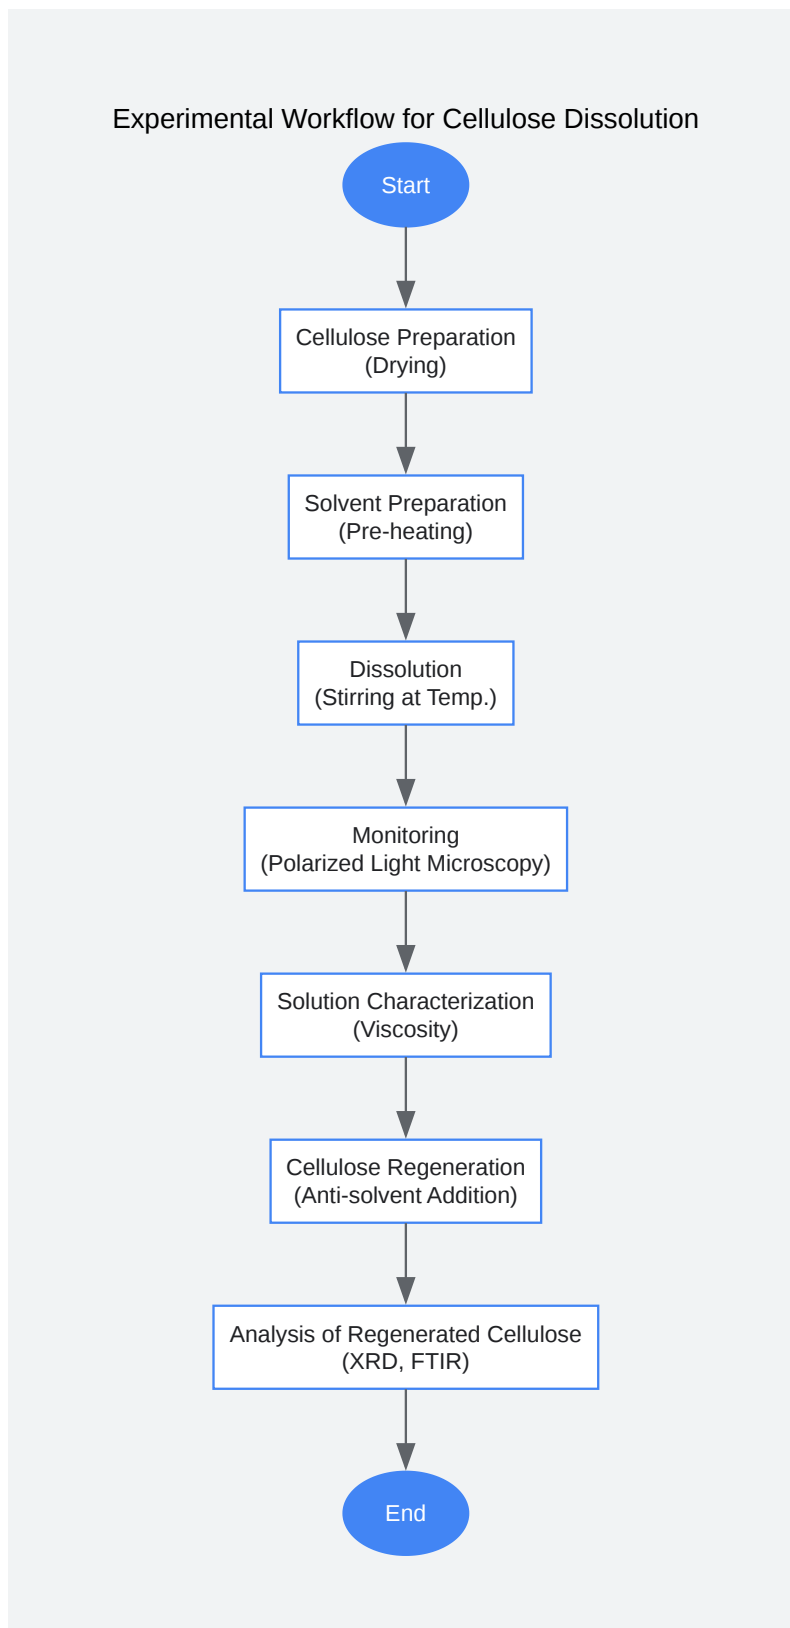 Experimental Workflow for Cellulose Dissolution
Start
Cellulose Preparation
(Drying)
Solvent Preparation
(Pre-heating)
Dissolution
(Stirring at Temp.)
Monitoring
(Polarized Light Microscopy)
Solution Characterization
(Viscosity)
Cellulose Regeneration
(Anti-solvent Addition)
Analysis of Regenerated Cellulose
(XRD, FTIR)
End